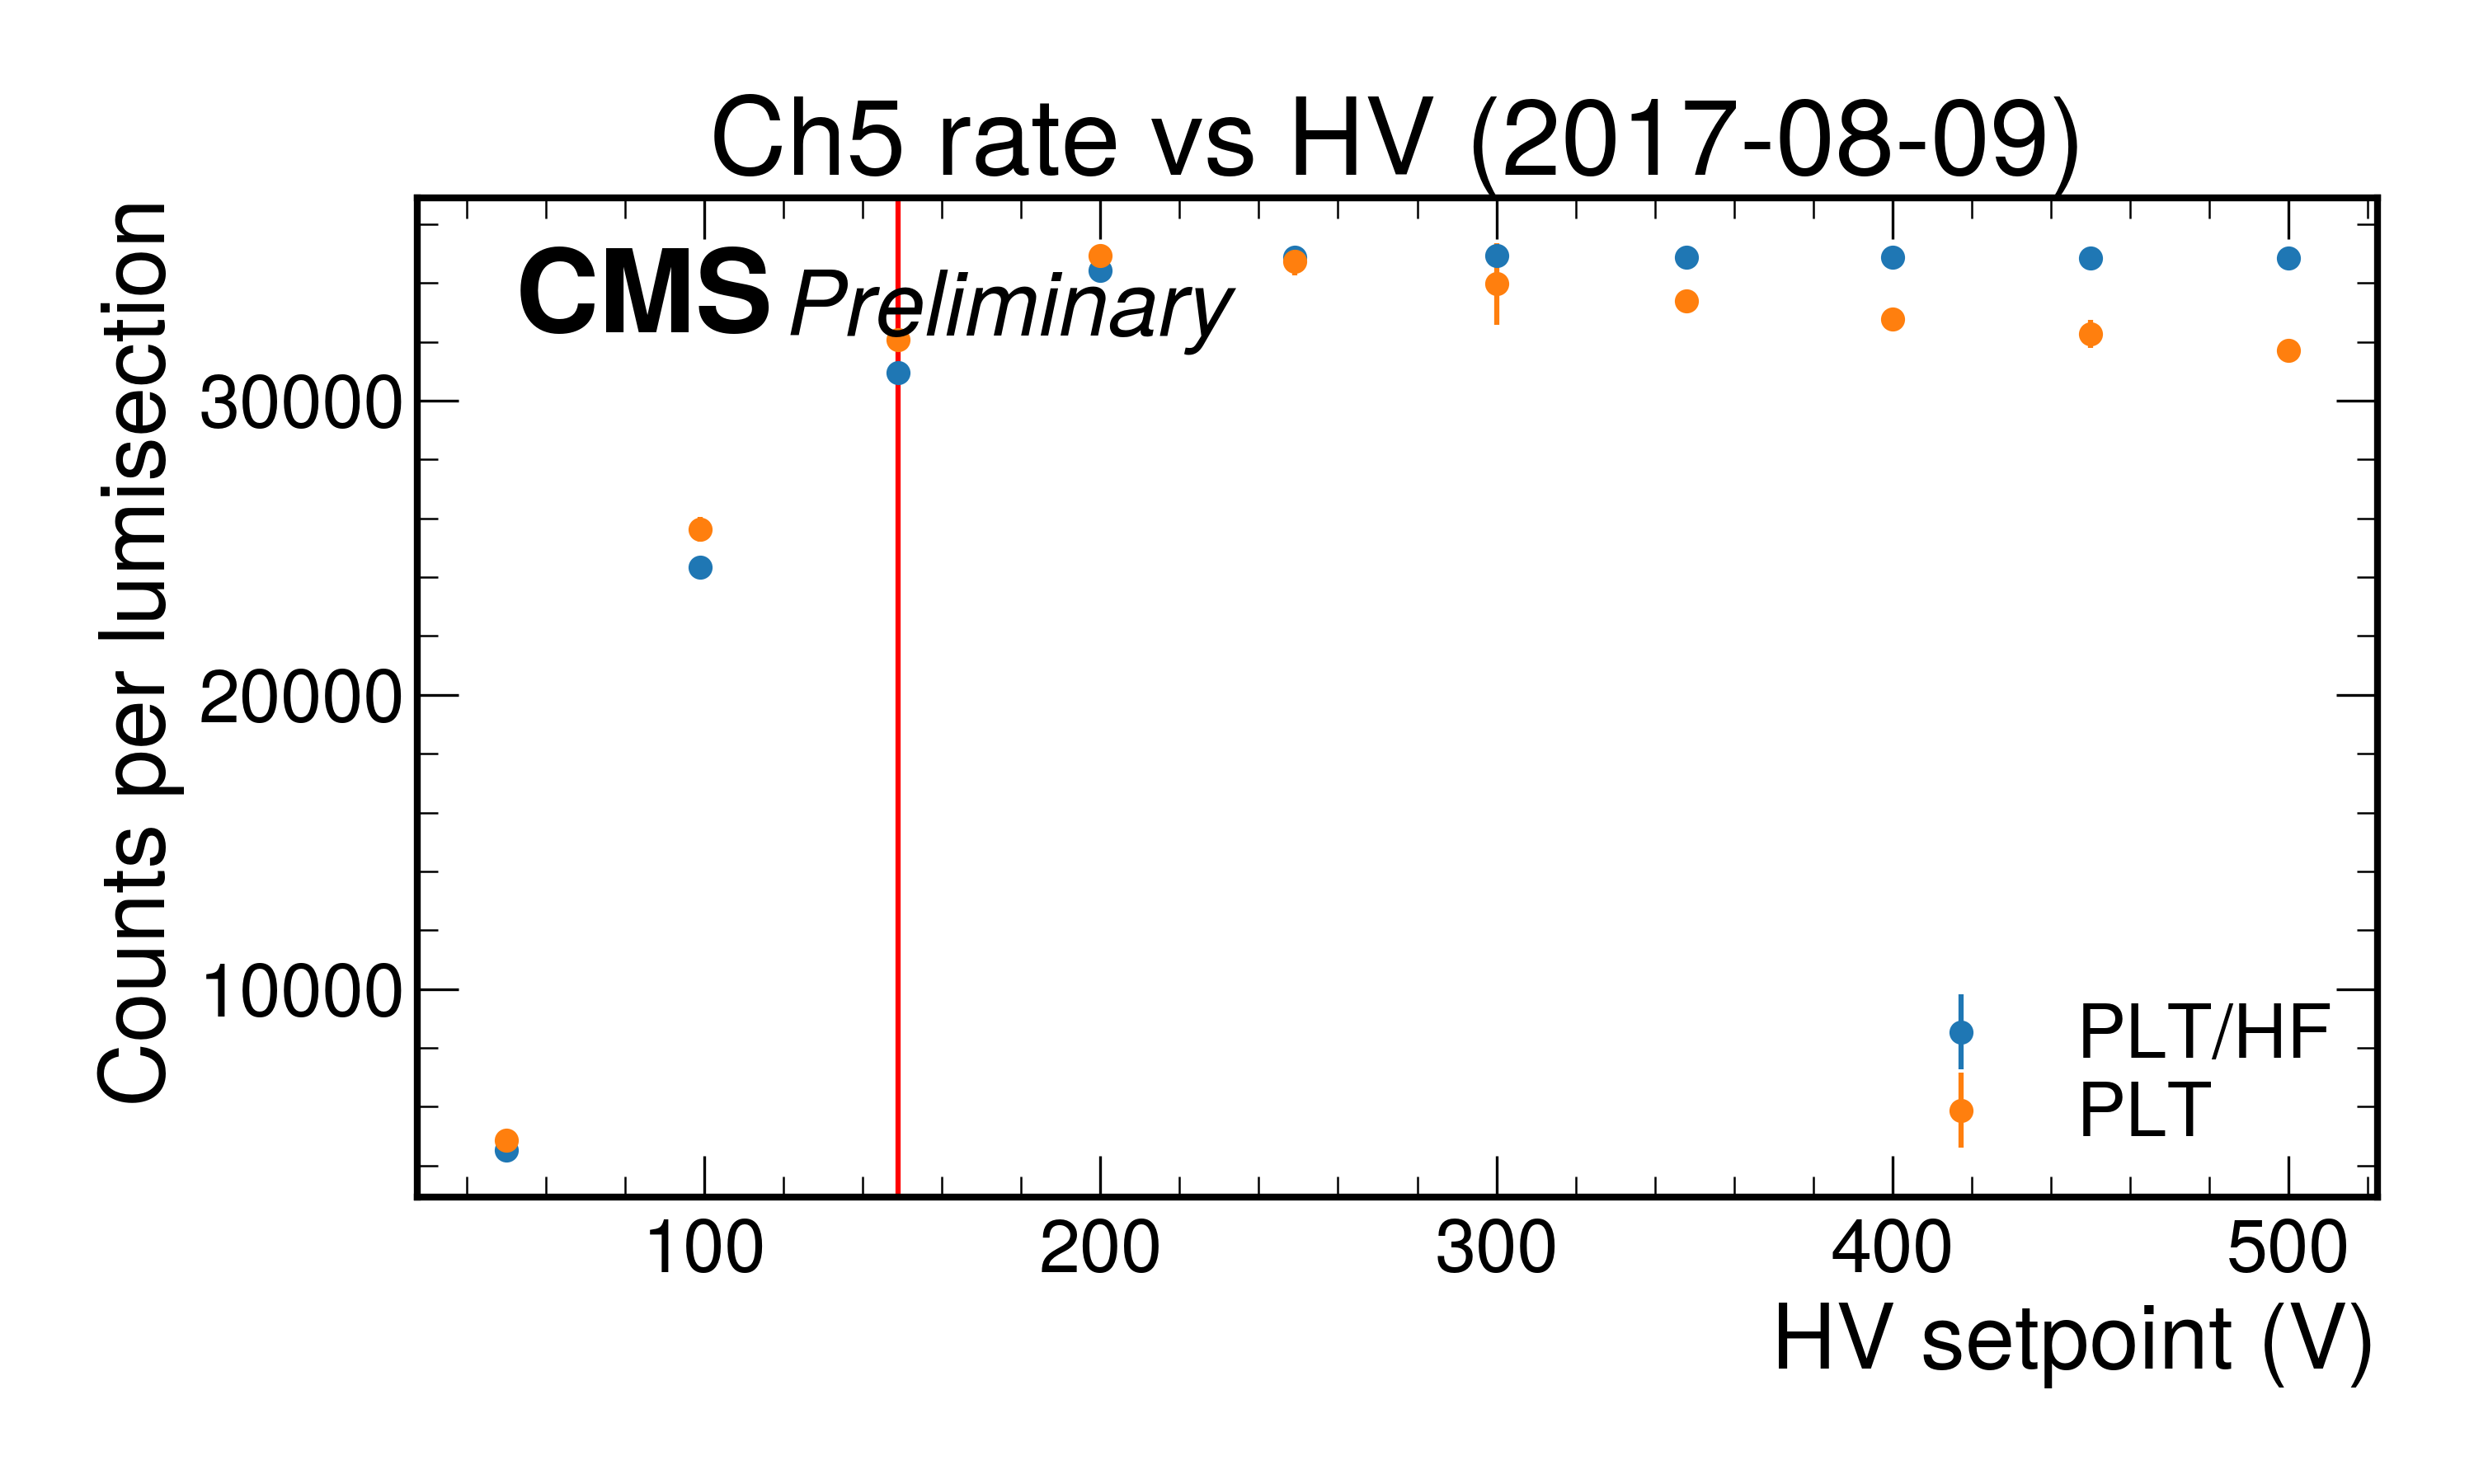 Ch5 rate vs HV (2017-08-09)
CMS Preliminary
Counts per lumisection
30000
20000
10000
PLT/HF
PLT
100 200 300 400 500
HV setpoint (V)